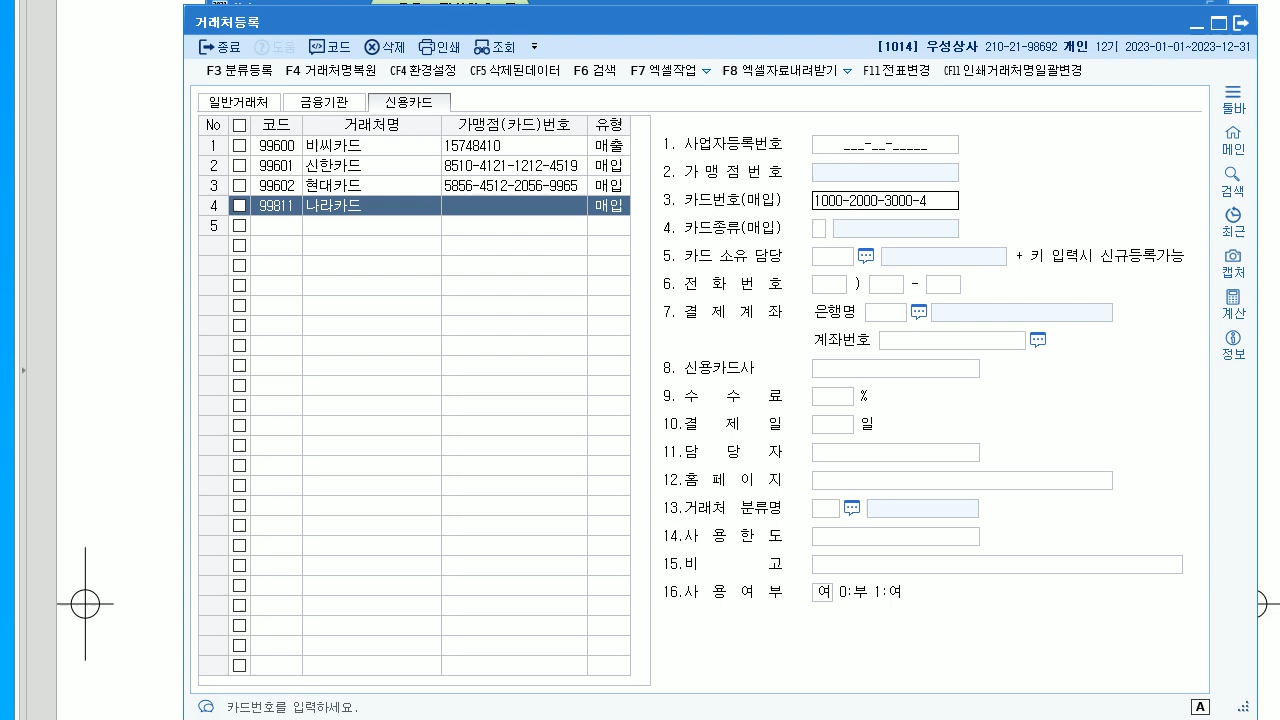 거래처등록
종료 도움 코드 삭제 인쇄 조회
[1014] 우성상사 210-21-98692 개인 12기 2023-01-01~2023-12-31
F3 분류등록 F4 거래처명복원 CF4 환경설정 CF5 삭제된데이터 F6 검색 F7 엑셀작업 F8 엑셀자료내려받기 F11 전표변경 CF11 인쇄거래처명일괄변경
일반거래처 금융기관 신용카드
No 코드 거래처명 가맹점(카드)번호 유형
1 99600 비씨카드 15748410 매출
2 99601 신한카드 8510-4121-1212-4519 매입
3 99602 현대카드 5856-4512-2056-9965 매입
4 99811 나라카드 매입
5
1. 사업자등록번호 ___-__-_____
2. 가 맹 점 번 호
3. 카드번호(매입) 1000-2000-3000-4
4. 카드종류(매입)
5. 카드 소유 담당 + 키 입력시 신규등록가능
6. 전 화 번 호 ) -
7. 결 제 계 좌 은행명
계좌번호
8. 신용카드사
9. 수 수 료 %
10.결 제 일 일
11.담 당 자
12.홈 페 이 지
13.거래처 분류명
14.사 용 한 도
15.비 고
16.사 용 여 부 여 0:부 1:여
툴바
메인
검색
최근
캡처
계산
정보
카드번호를 입력하세요. A